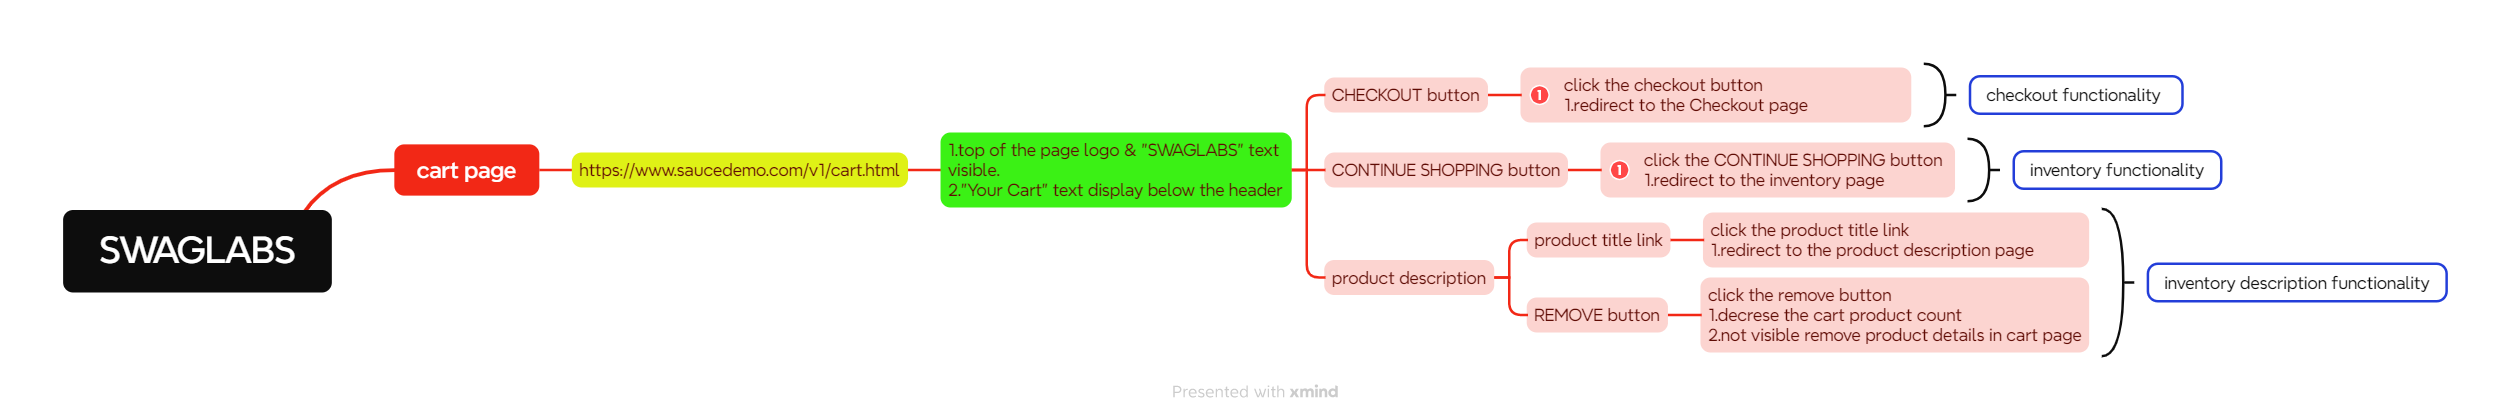 SWAGLABS
cart page
https://www.saucedemo.com/v1/cart.html
1.top of the page logo & "SWAGLABS" text
visible.
2."Your Cart" text display below the header
CHECKOUT button
1
click the checkout button
1.redirect to the Checkout page
checkout functionality
CONTINUE SHOPPING button
1
click the CONTINUE SHOPPING button
1.redirect to the inventory page
inventory functionality
product description
product title link
click the product title link
1.redirect to the product description page
REMOVE button
click the remove button
1.decrese the cart product count
2.not visible remove product details in cart page
inventory description functionality
Presented with xmind